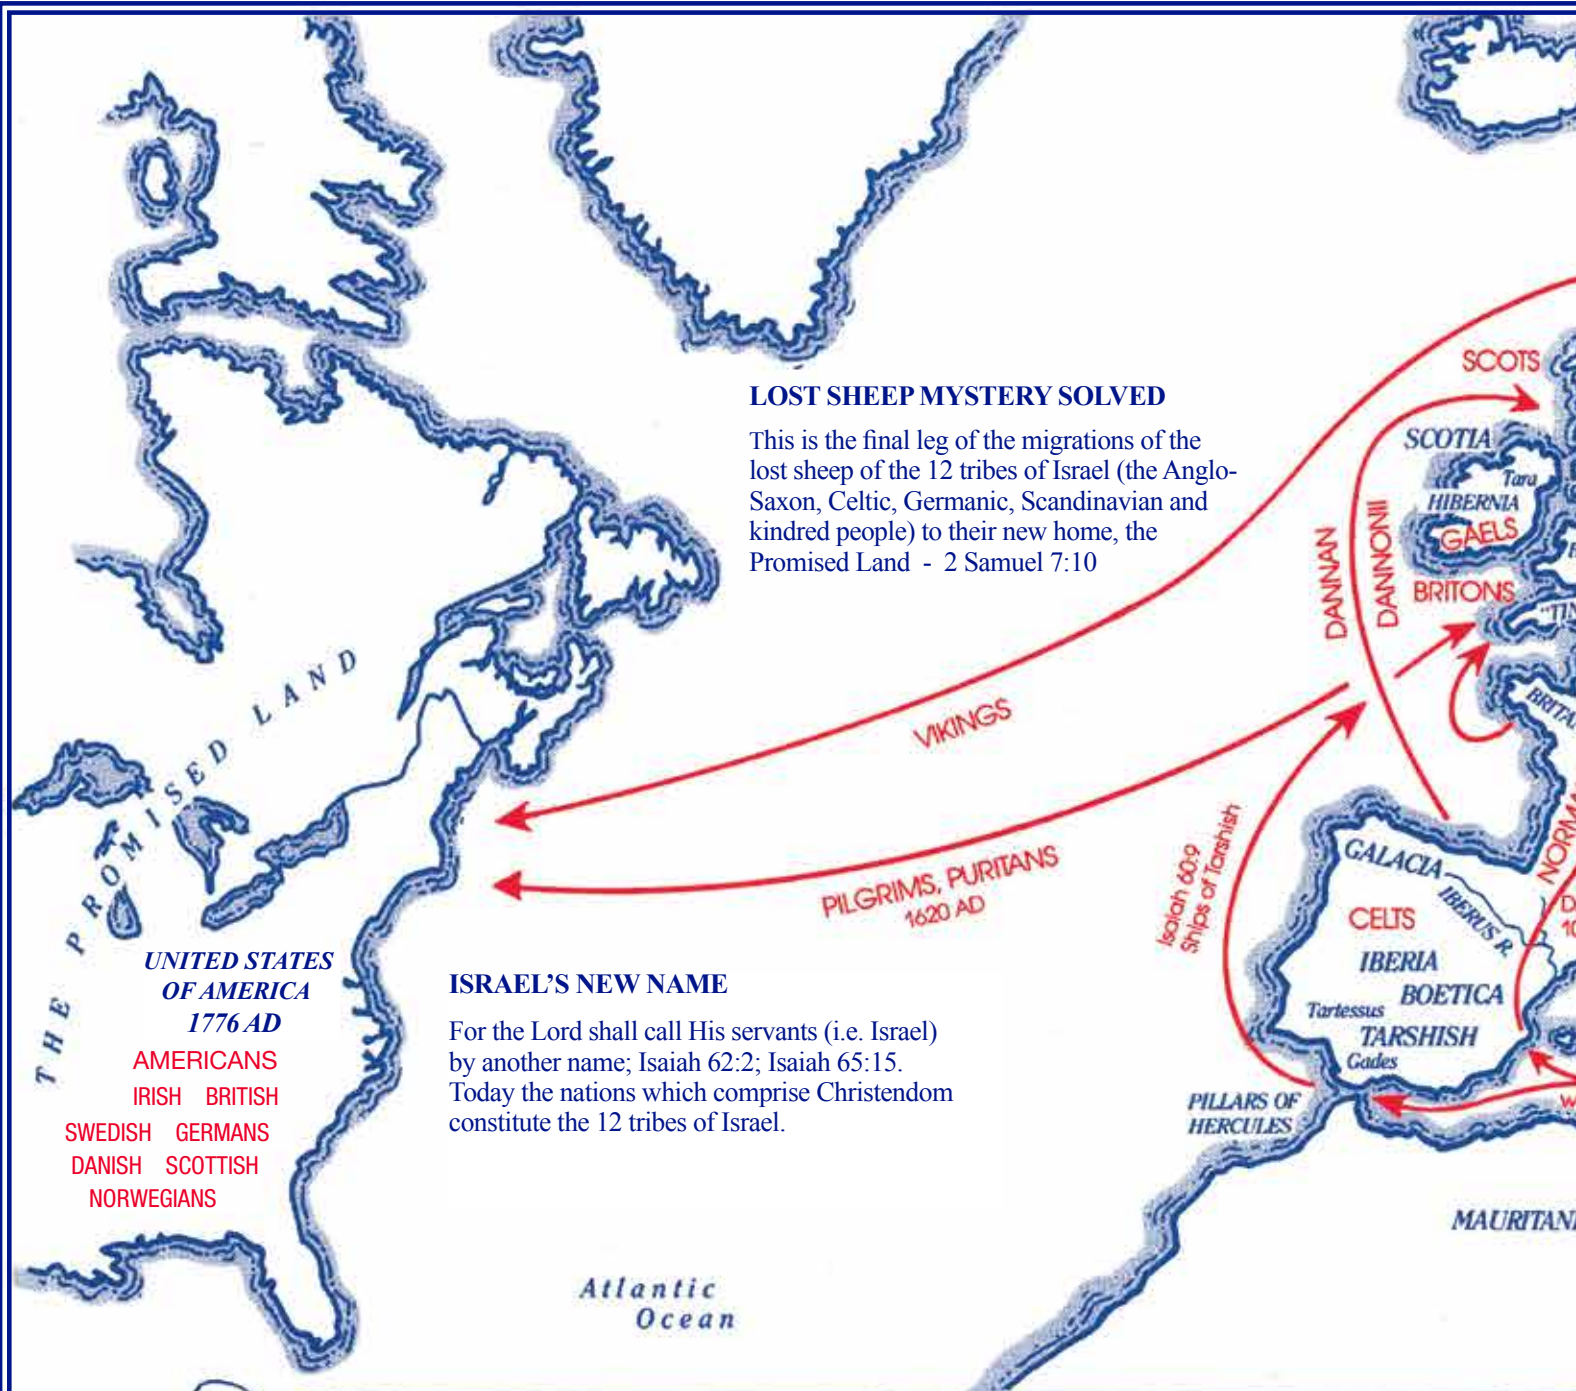 LOST SHEEP MYSTERY SOLVED
This is the final leg of the migrations of the
lost sheep of the 12 tribes of Israel (the Anglo-
Saxon, Celtic, Germanic, Scandinavian and
kindred people) to their new home, the
Promised Land - 2 Samuel 7:10
SCOTS
SCOTIA
Tara
HIBERNIA
GAELS
DANNAN
DANNONII
BRITONS
VIKINGS
PILGRIMS, PURITANS
1620 AD
Isaiah 60:9
Ships of Tarshish
GALACIA
IBERUS R.
CELTS
IBERIA
BOETICA
Tartessus
TARSHISH
Gades
PILLARS OF
HERCULES
THE PROMISED LAND
UNITED STATES
OF AMERICA
1776 AD
AMERICANS
IRISH BRITISH
SWEDISH GERMANS
DANISH SCOTTISH
NORWEGIANS
ISRAEL'S NEW NAME
For the Lord shall call His servants (i.e. Israel)
by another name; Isaiah 62:2; Isaiah 65:15.
Today the nations which comprise Christendom
constitute the 12 tribes of Israel.
Atlantic
Ocean